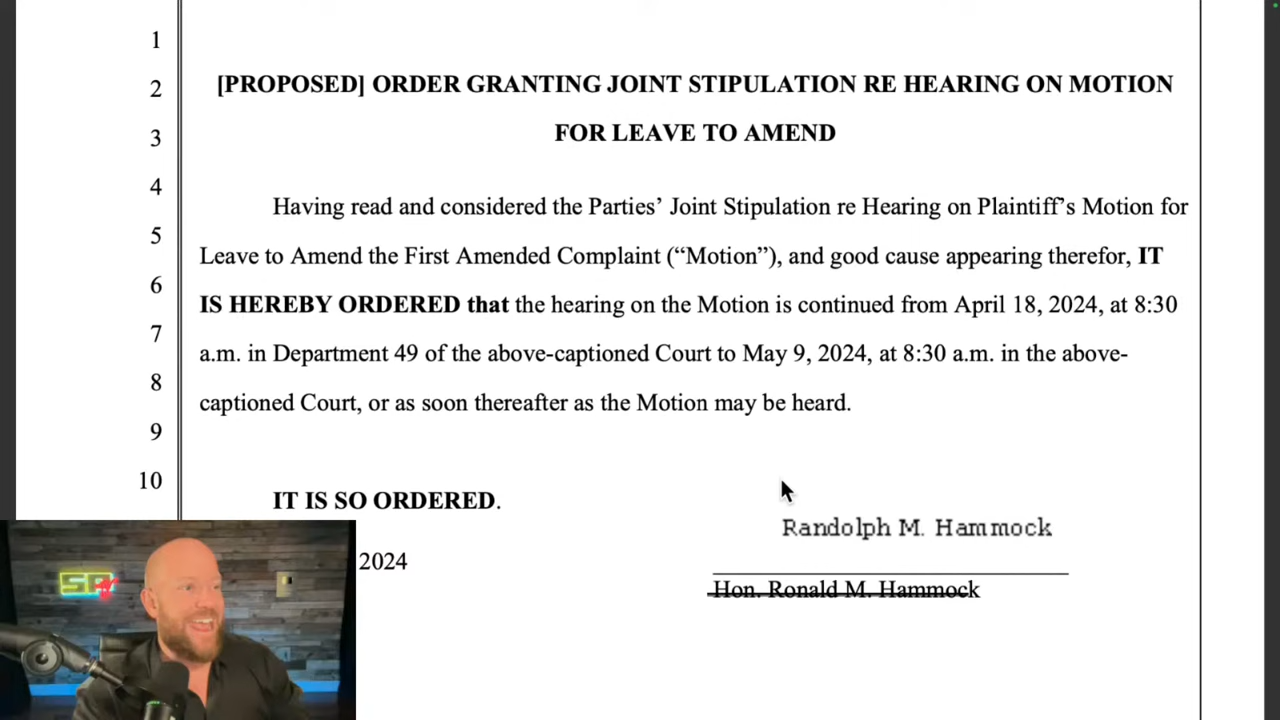 1
2 [PROPOSED] ORDER GRANTING JOINT STIPULATION RE HEARING ON MOTION
3 FOR LEAVE TO AMEND
4 Having read and considered the Parties’ Joint Stipulation re Hearing on Plaintiff’s Motion for
5 Leave to Amend the First Amended Complaint (“Motion”), and good cause appearing therefor, IT
6 IS HEREBY ORDERED that the hearing on the Motion is continued from April 18, 2024, at 8:30
7 a.m. in Department 49 of the above-captioned Court to May 9, 2024, at 8:30 a.m. in the above-
8 captioned Court, or as soon thereafter as the Motion may be heard.
9
10 IT IS SO ORDERED.
Randolph M. Hammock
2024
Hon. Ronald M. Hammock